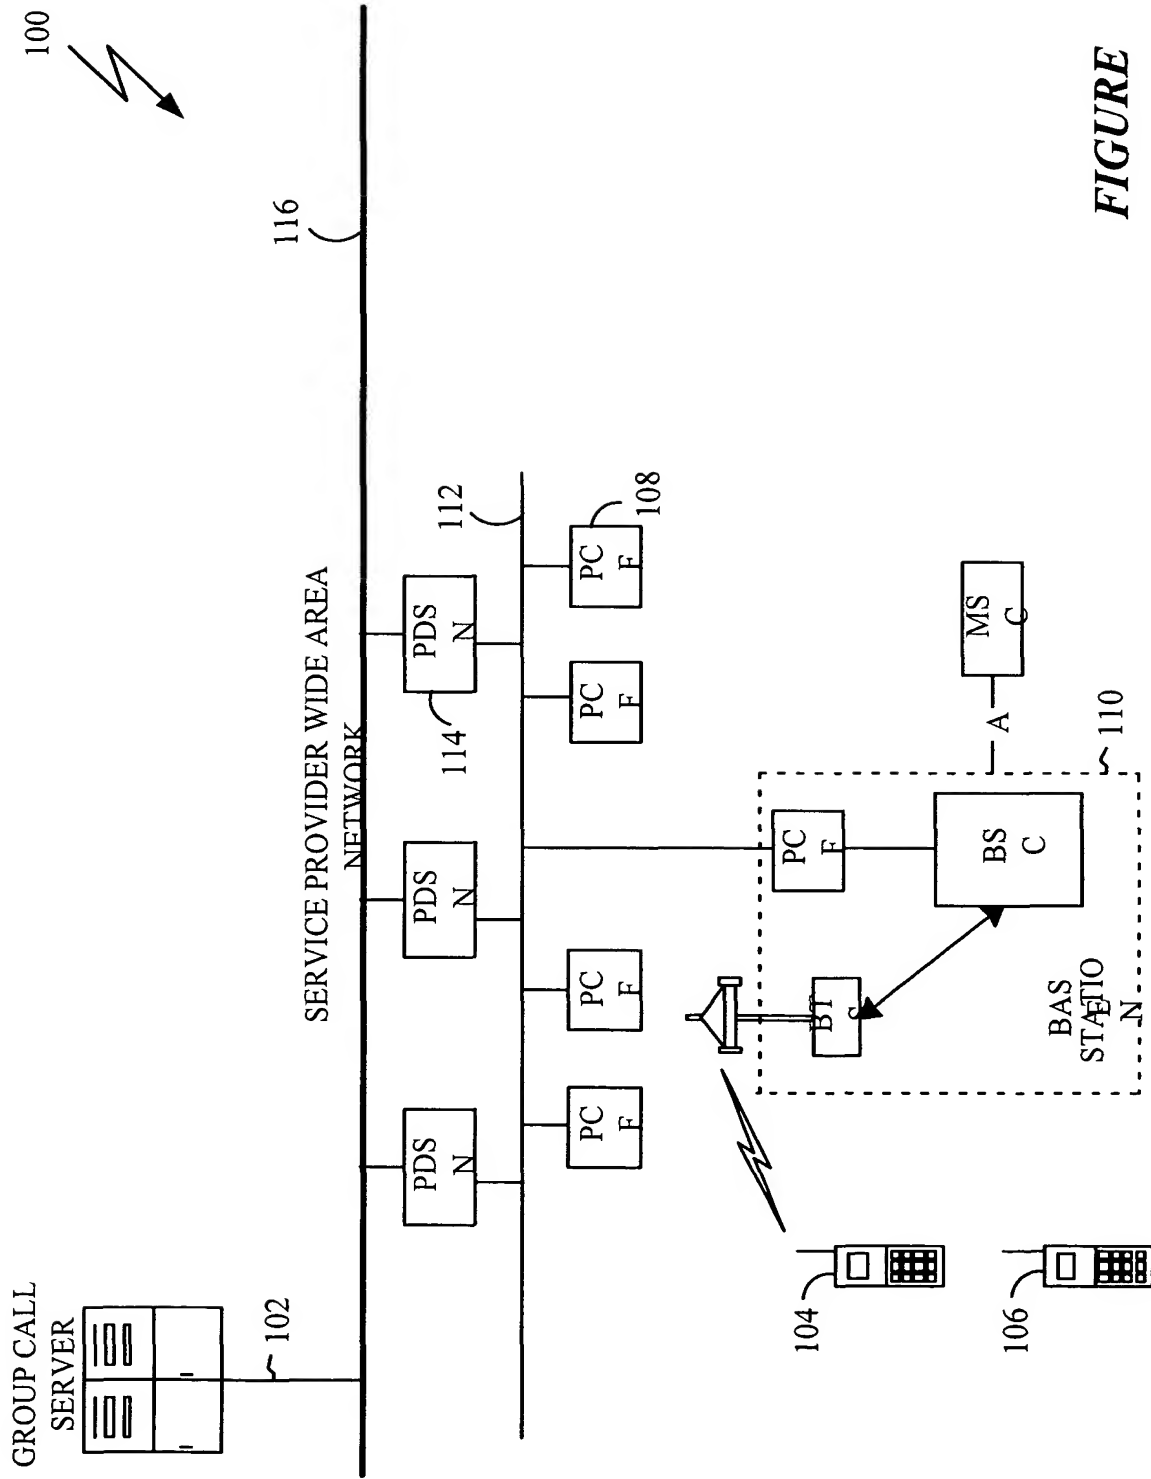 100
116
GROUP CALL
SERVER
102
SERVICE PROVIDER WIDE AREA
NETWORK
PDS
N
PDS
N
PDS
N
114
112
PC
F
PC
F
PC
F
PC
F
108
PC
F
BT
S
BS
C
BAS
E
STATIO
N
MS
C
A
110
104
106
FIGURE